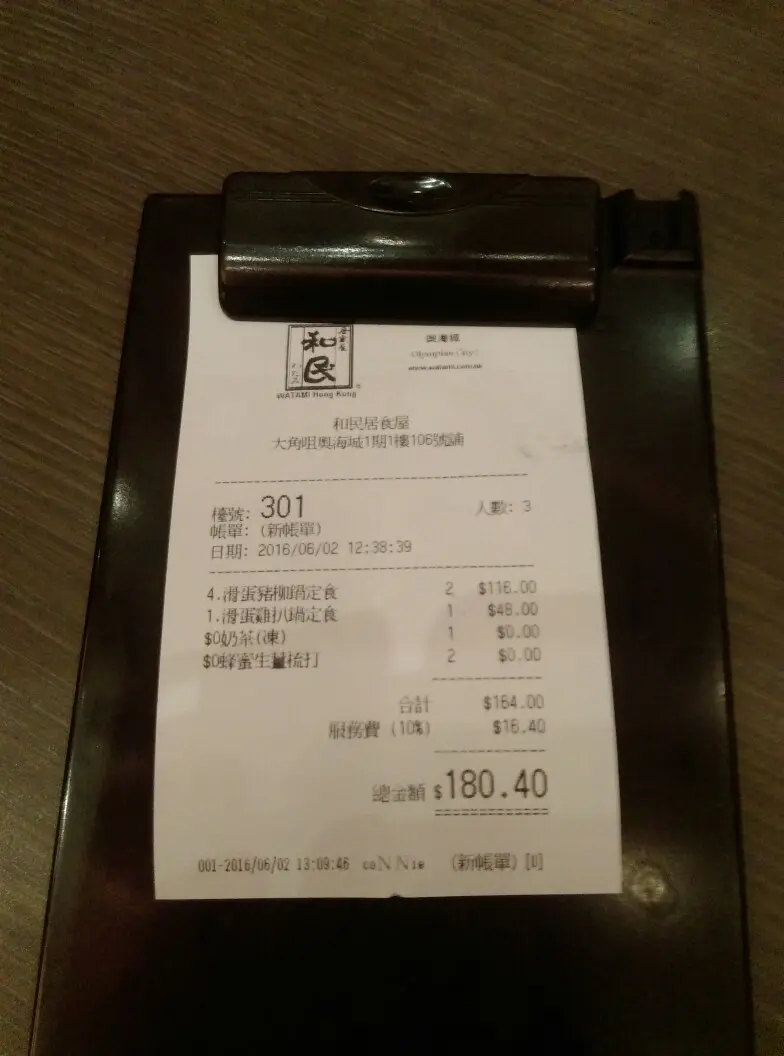 居食屋
和民
わたみ
WATAMI Hong Kong
奧海城
Olympian City
和民居食屋
大角咀奧海城1期1樓106號舖
檯號: 301 人數: 3
帳單: (新帳單)
日期: 2016/06/02 12:38:39
4.滑蛋豬柳鍋定食 2 $116.00
1.滑蛋雞扒鍋定食 1 $48.00
$0奶茶(凍) 1 $0.00
$0蜂蜜生薑梳打 2 $0.00
合計 $164.00
服務費 (10%) $16.40
總金額 $180.40
001-2016/06/02 13:09:46 coNNie (新帳單) [0]